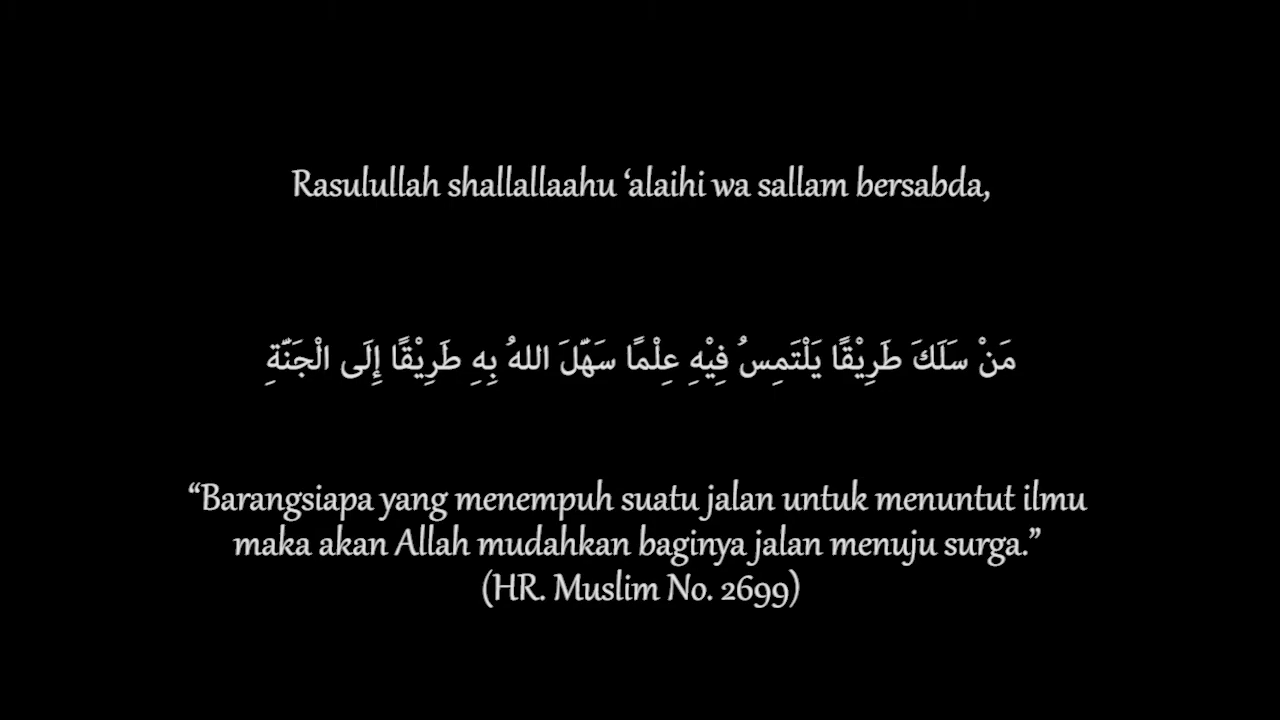 Rasulullah shallallaahu ‘alaihi wa sallam bersabda,
مَنْ سَلَكَ طَرِيْقًا يَلْتَمِسُ فِيْهِ عِلْمًا سَهَّلَ اللهُ بِهِ طَرِيْقًا إِلَى الْجَنَّةِ
“Barangsiapa yang menempuh suatu jalan untuk menuntut ilmu
maka akan Allah mudahkan baginya jalan menuju surga.”
(HR. Muslim No. 2699)